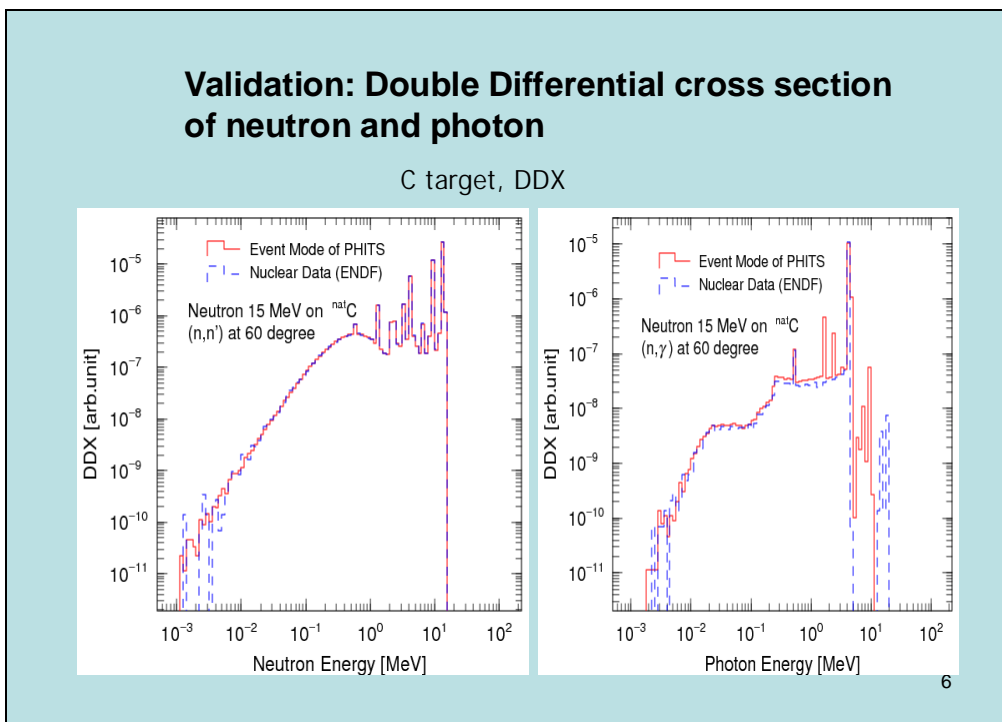 Validation: Double Differential cross section
of neutron and photon
C target, DDX
Event Mode of PHITS
Nuclear Data (ENDF)
Neutron 15 MeV on natC
(n,n') at 60 degree
DDX [arb.unit]
10−5
10−6
10−7
10−8
10−9
10−10
10−11
10−3 10−2 10−1 100 101 102
Neutron Energy [MeV]
Event Mode of PHITS
Nuclear Data (ENDF)
Neutron 15 MeV on natC
(n,γ) at 60 degree
DDX [arb.unit]
10−5
10−6
10−7
10−8
10−9
10−10
10−11
10−3 10−2 10−1 100 101 102
Photon Energy [MeV]
6